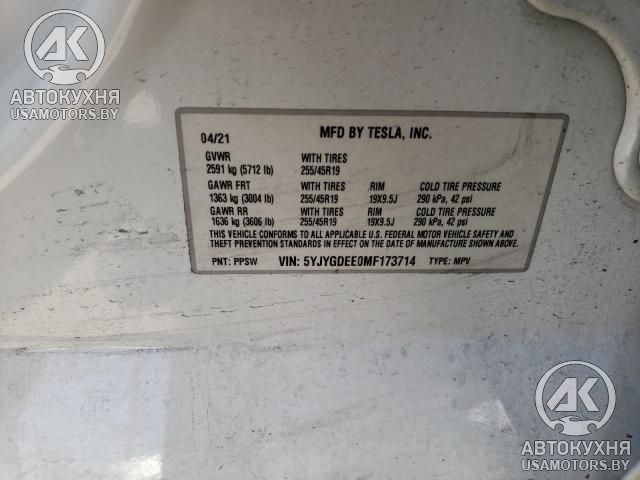 AK
АВТОКУХНЯ
USAMOTORS.BY
04/21 MFD BY TESLA, INC.
GVWR WITH TIRES
2591 kg (5712 lb) 255/45R19
GAWR FRT WITH TIRES RIM COLD TIRE PRESSURE
1363 kg (3004 lb) 255/45R19 19X9.5J 290 kPa, 42 psi
GAWR RR WITH TIRES RIM COLD TIRE PRESSURE
1636 kg (3606 lb) 255/45R19 19X9.5J 290 kPa, 42 psi
THIS VEHICLE CONFORMS TO ALL APPLICABLE U.S. FEDERAL MOTOR VEHICLE SAFETY AND
THEFT PREVENTION STANDARDS IN EFFECT ON THE DATE OF MANUFACTURE SHOWN ABOVE.
PNT: PPSW VIN: 5YJYGDEE0MF173714 TYPE: MPV
AK
АВТОКУХНЯ
USAMOTORS.BY